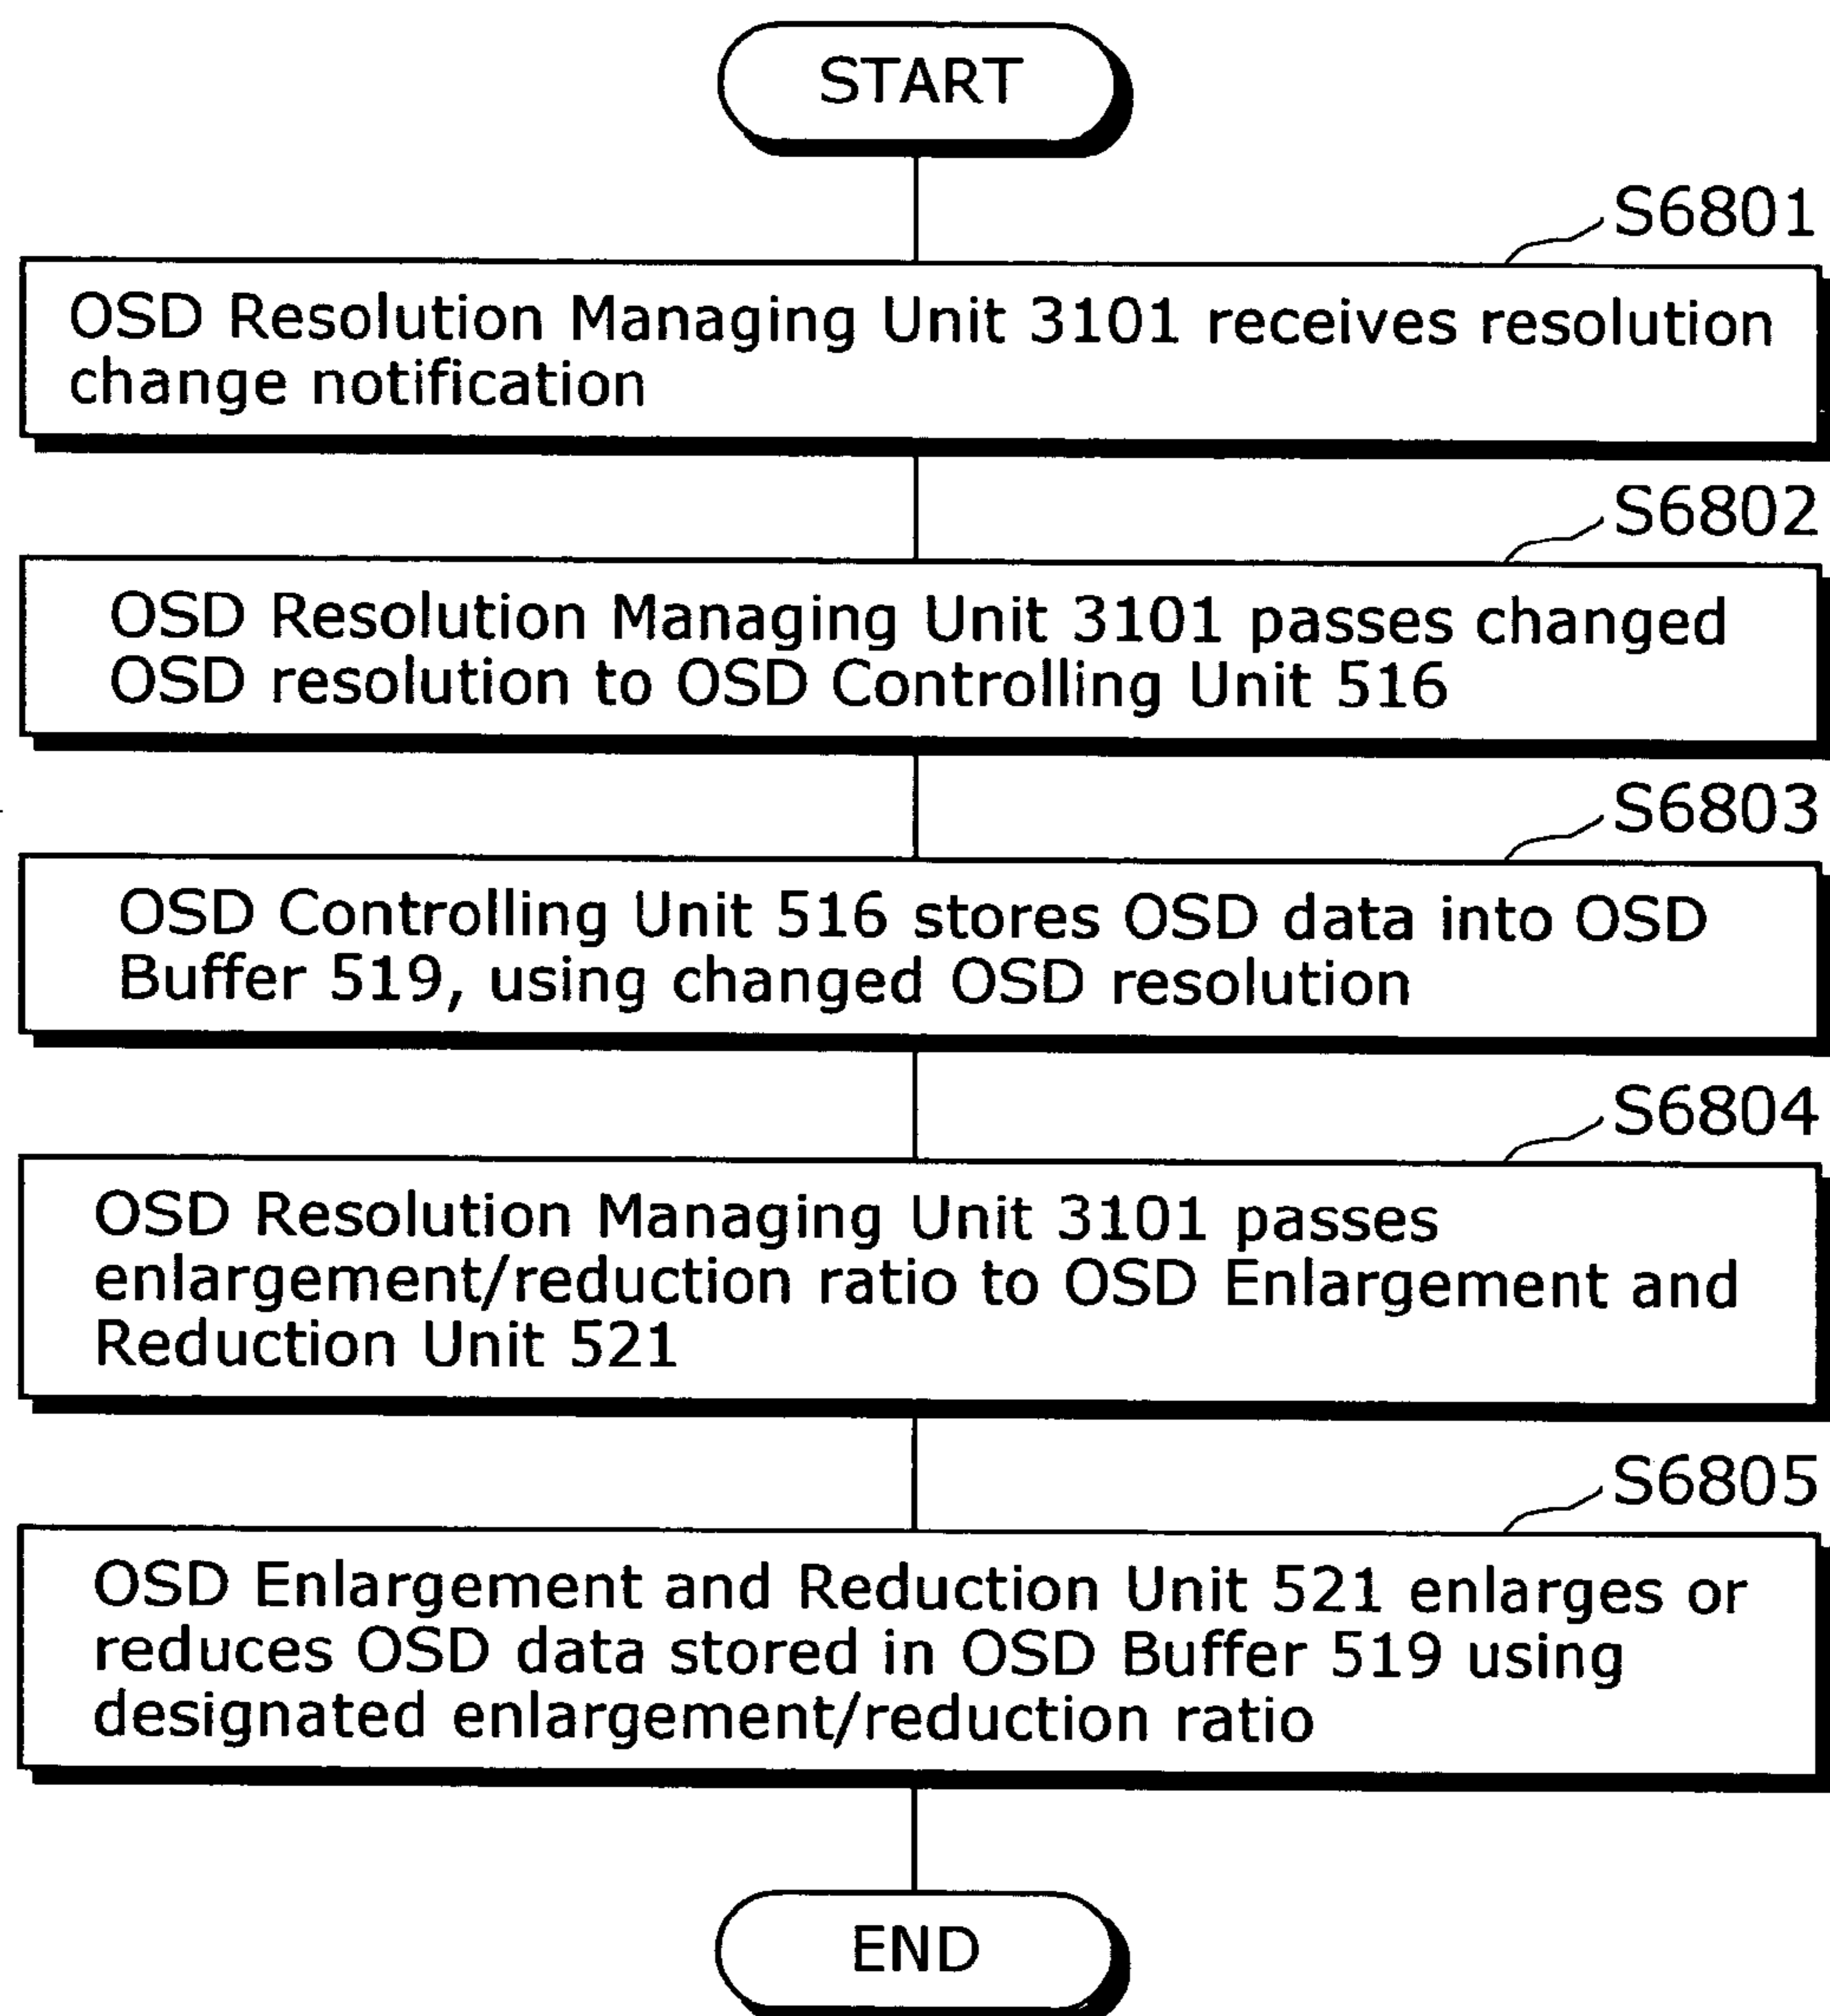 START
S6801
OSD Resolution Managing Unit 3101 receives resolution
change notification
S6802
OSD Resolution Managing Unit 3101 passes changed
OSD resolution to OSD Controlling Unit 516
S6803
OSD Controlling Unit 516 stores OSD data into OSD
Buffer 519, using changed OSD resolution
S6804
OSD Resolution Managing Unit 3101 passes
enlargement/reduction ratio to OSD Enlargement and
Reduction Unit 521
S6805
OSD Enlargement and Reduction Unit 521 enlarges or
reduces OSD data stored in OSD Buffer 519 using
designated enlargement/reduction ratio
END